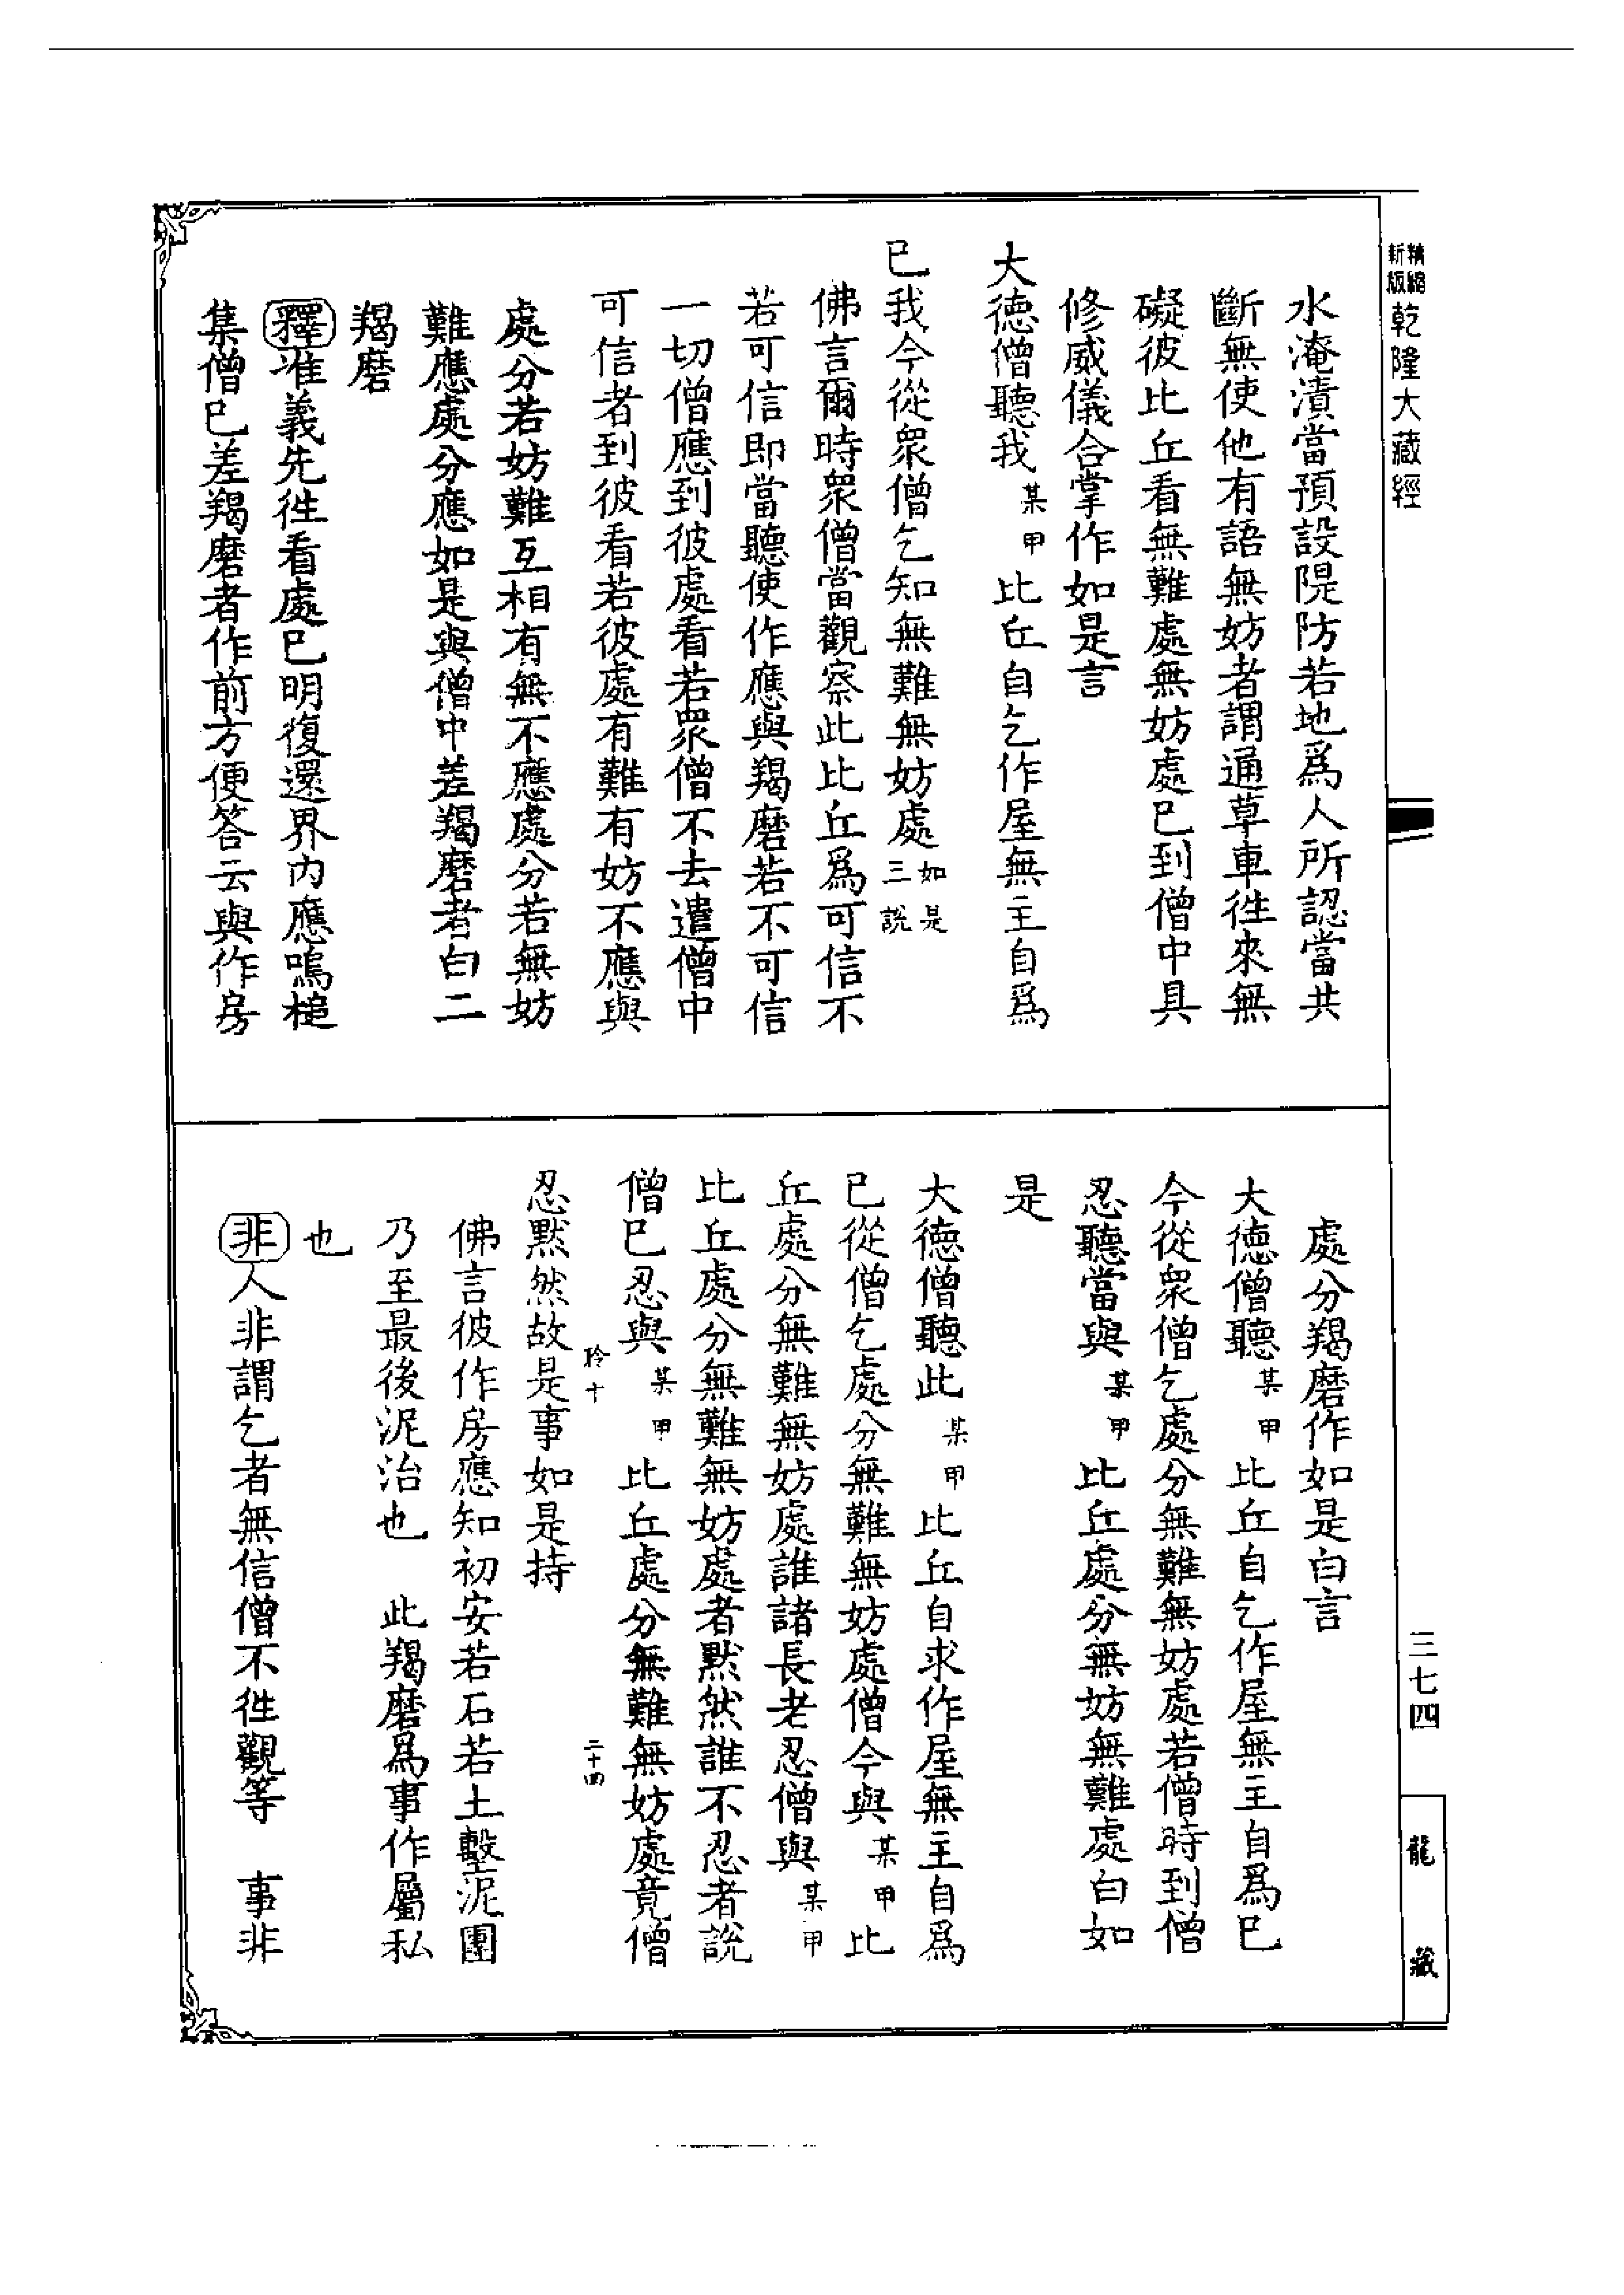 精縮新版乾隆大藏經
水淹漬當預設隄防若地爲人所認當共
斷無使他有語無妨者謂通草車徃來無
礙彼比丘看無難處無妨處已到僧中具
修威儀合掌作如是言
大德僧聽我某甲比丘自乞作屋無主自爲
已我今從衆僧乞知無難無妨處如是三說
佛言爾時衆僧當觀察此比丘爲可信不
若可信即當聽使作應與羯磨若不可信
一切僧應到彼處看若衆僧不去遣僧中
可信者到彼看若彼處有難有妨不應與
處分若妨難互相有無不應處分若無妨
難應處分應如是與僧中差羯磨者白二
羯磨
釋准義先徃看處已明復還界內應鳴槌
集僧已差羯磨者作前方便答云與作房
處分羯磨作如是白言
大德僧聽某甲比丘自乞作屋無主自爲已
今從衆僧乞處分無難無妨處若僧時到僧
忍聽當與某甲比丘處分無妨無難處白如
是
大德僧聽此某甲比丘自求作屋無主自爲
已從僧乞處分無難無妨處僧今與某甲比
丘處分無難無妨處誰諸長老忍僧與某甲
比丘處分無難無妨處者默然誰不忍者說
僧已忍與某甲比丘處分無難無妨處竟僧
聆十 二十四
忍默然故是事如是持
佛言彼作房應知初安若石若土墼泥團
乃至最後泥治也 此羯磨爲事作屬私
也
非人非謂乞者無信僧不徃觀等 事非
三七四
龍藏